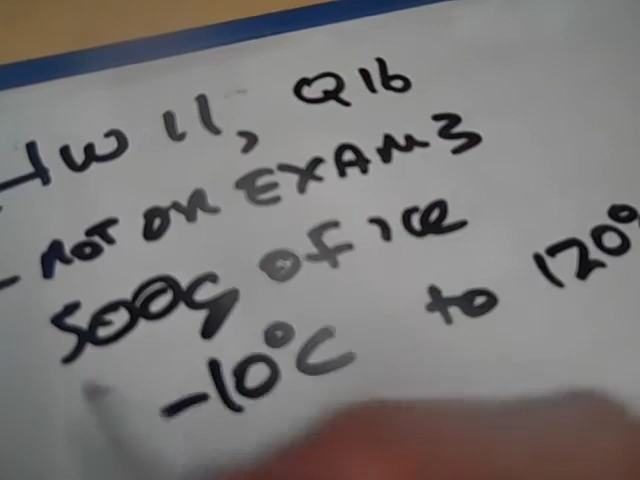 HW 11, Q16
- NOT ON EXAM 3
500g of ice
-10°C to 120°